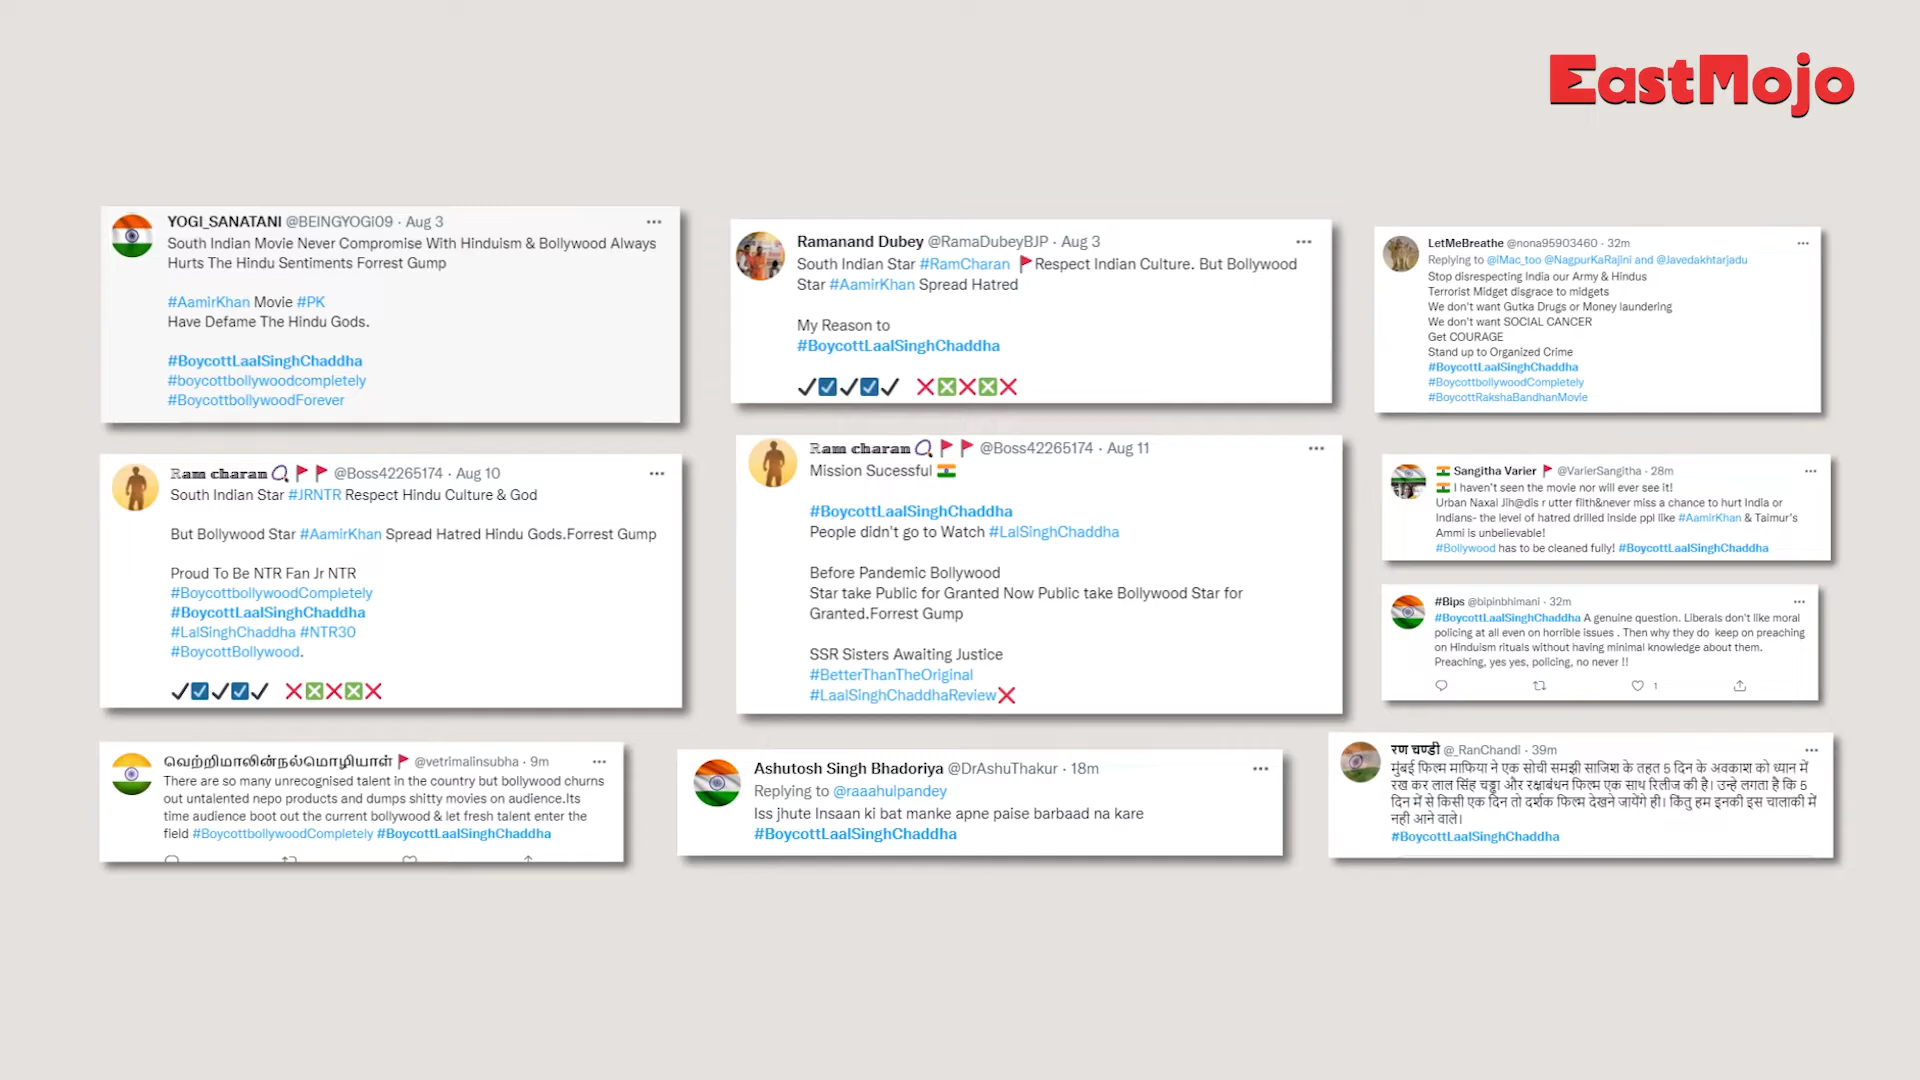 EastMojo
YOGI_SANATANI @BEINGYOGI09 · Aug 3
South Indian Movie Never Compromise With Hinduism & Bollywood Always
Hurts The Hindu Sentiments Forrest Gump
#AamirKhan Movie #PK
Have Defame The Hindu Gods.
#BoycottLaalSinghChaddha
#boycottbollywoodcompletely
#BoycottbollywoodForever
Ramanand Dubey @RamaDubeyBJP · Aug 3
South Indian Star #RamCharan 🚩Respect Indian Culture. But Bollywood
Star #AamirKhan Spread Hatred
My Reason to
#BoycottLaalSinghChaddha
✓☑✓☑✓ ❌❎❌❎❌
LetMeBreathe @nona95903460 · 32m
Replying to @iMac_too @NagpurKaRajini and @Javedakhtarjadu
Stop disrespecting India our Army & Hindus
Terrorist Midget disgrace to midgets
We don't want Gutka Drugs or Money laundering
We don't want SOCIAL CANCER
Get COURAGE
Stand up to Organized Crime
#BoycottLaalSinghChaddha
#BoycottbollywoodCompletely
#BoycottRakshaBandhanMovie
Ram charan 🚩 🚩 @Boss42265174 · Aug 10
South Indian Star #JRNTR Respect Hindu Culture & God
But Bollywood Star #AamirKhan Spread Hatred Hindu Gods.Forrest Gump
Proud To Be NTR Fan Jr NTR
#BoycottbollywoodCompletely
#BoycottLaalSinghChaddha
#LalSinghChaddha #NTR30
#BoycottBollywood.
✓☑✓☑✓ ❌❎❌❎❌
Ram charan 🚩 🚩 @Boss42265174 · Aug 11
Mission Sucessful 🇮🇳
#BoycottLaalSinghChaddha
People didn't go to Watch #LalSinghChaddha
Before Pandemic Bollywood
Star take Public for Granted Now Public take Bollywood Star for
Granted.Forrest Gump
SSR Sisters Awaiting Justice
#BetterThanTheOriginal
#LaalSinghChaddhaReview❌
🇮🇳 Sangitha Varier 🚩 @VarierSangitha · 28m
🇮🇳 I haven't seen the movie nor will ever see it!
Urban Naxal Jih@dis r utter filth&never miss a chance to hurt India or
Indians- the level of hatred drilled inside ppl like #AamirKhan & Taimur's
Ammi is unbelievable!
#Bollywood has to be cleaned fully! #BoycottLaalSinghChaddha
#Bips @bipinbhimani · 32m
#BoycottLaalSinghChaddha A genuine question. Liberals don't like moral
policing at all even on horrible issues . Then why they do keep on preaching
on Hinduism rituals without having minimal knowledge about them.
Preaching, yes yes, policing, no never !!
1
வெற்றிமாலின்நல்மொழியாள் 🚩 @vetrimalinsubha · 9m
There are so many unrecognised talent in the country but bollywood churns
out untalented nepo products and dumps shitty movies on audience.Its
time audience boot out the current bollywood & let fresh talent enter the
field #BoycottbollywoodCompletely #BoycottLaalSinghChaddha
Ashutosh Singh Bhadoriya @DrAshuThakur · 18m
Replying to @raaahulpandey
Iss jhute Insaan ki bat manke apne paise barbaad na kare
#BoycottLaalSinghChaddha
रण चण्डी @_RanChandi · 39m
मुंबई फिल्म माफिया ने एक सोची समझी साजिश के तहत 5 दिन के अवकाश को ध्यान में
रख कर लाल सिंह चड्ढा और रक्षाबंधन फिल्म एक साथ रिलीज की है। उन्हे लगता है कि 5
दिन में से किसी एक दिन तो दर्शक फिल्म देखने जायेंगे ही। किंतु हम इनकी इस चालाकी में
नही आने वाले।
#BoycottLaalSinghChaddha